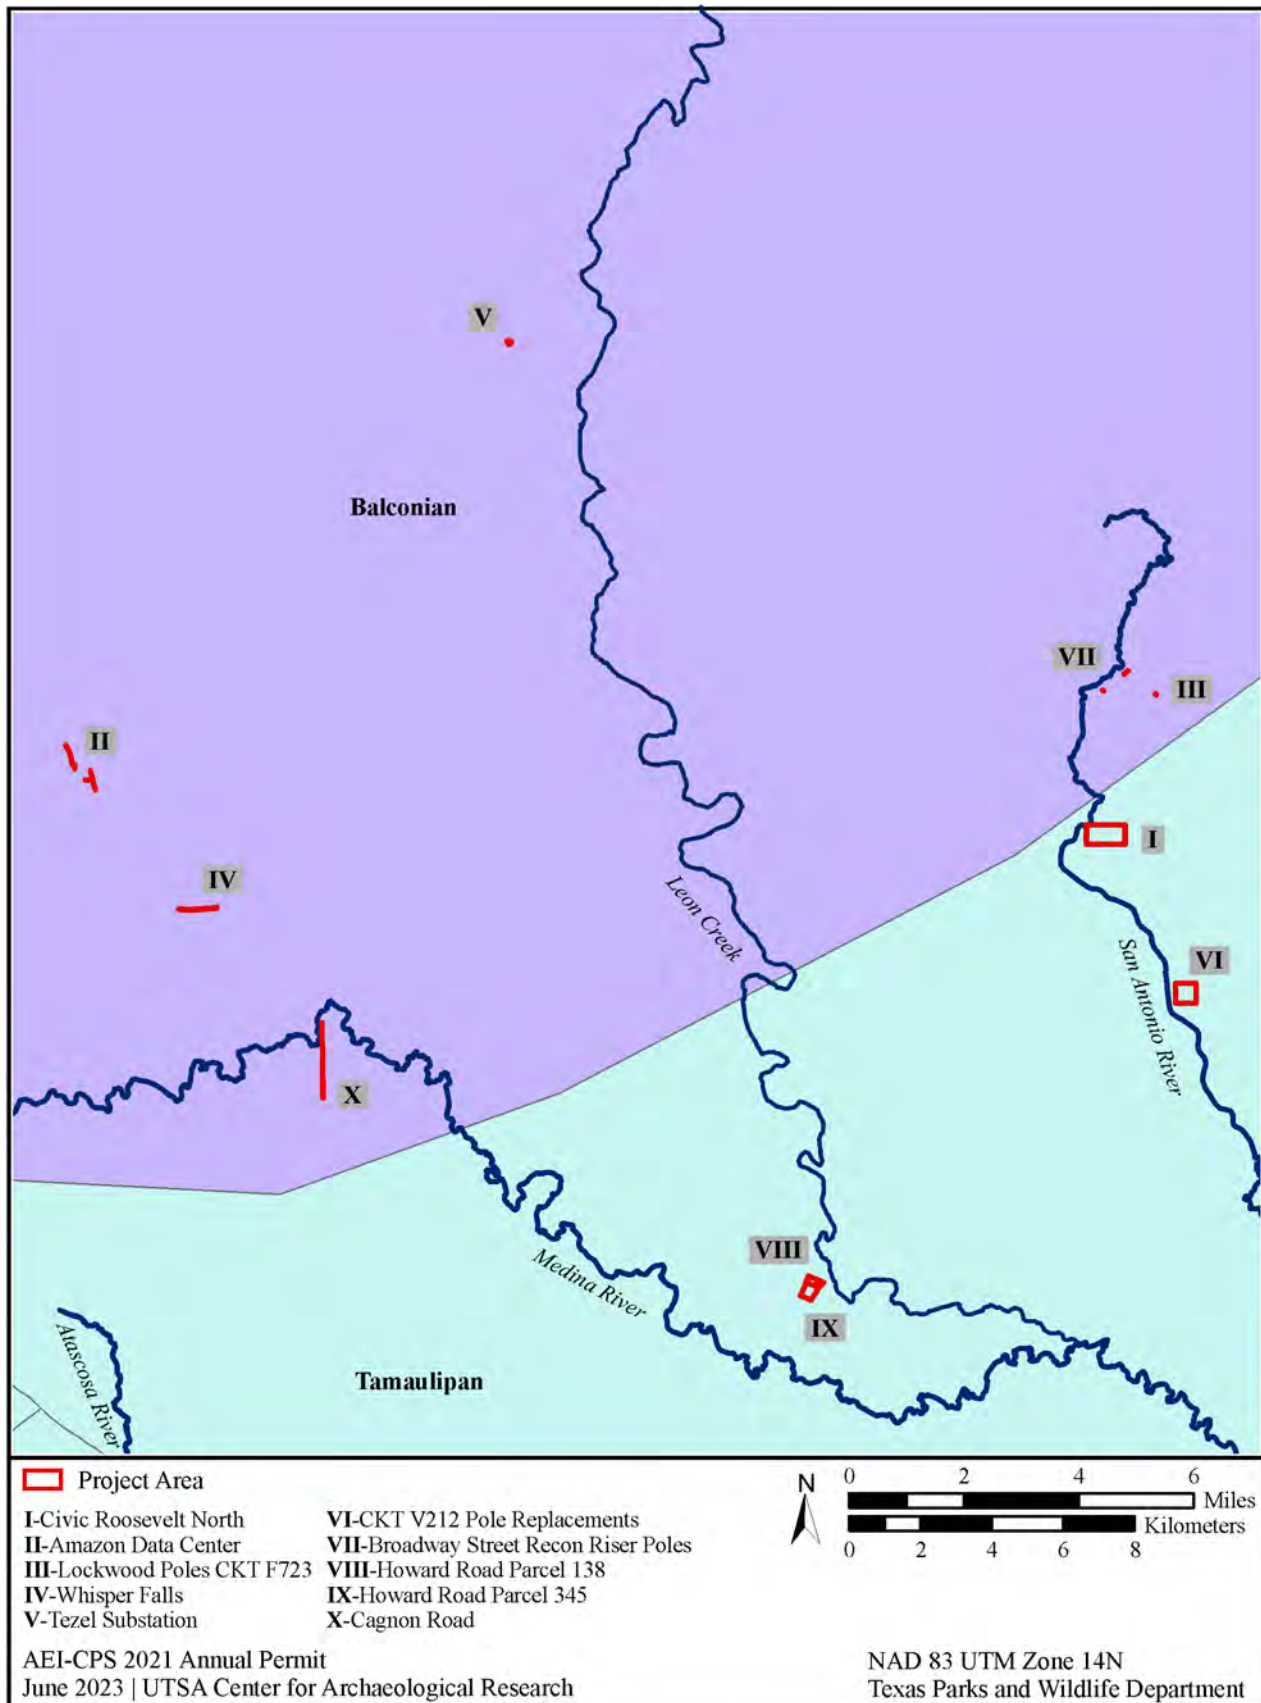 V
Balconian
VII
III
II
I
IV
Leon Creek
San Antonio River
VI
X
VIII
Medina River
IX
Atascosa River
Tamaulipan
Project Area
I-Civic Roosevelt North
II-Amazon Data Center
III-Lockwood Poles CKT F723
IV-Whisper Falls
V-Tezel Substation
VI-CKT V212 Pole Replacements
VII-Broadway Street Recon Riser Poles
VIII-Howard Road Parcel 138
IX-Howard Road Parcel 345
X-Cagnon Road
N
0 2 4 6
Miles
Kilometers
0 2 4 6 8
AEI-CPS 2021 Annual Permit
June 2023 | UTSA Center for Archaeological Research
NAD 83 UTM Zone 14N
Texas Parks and Wildlife Department